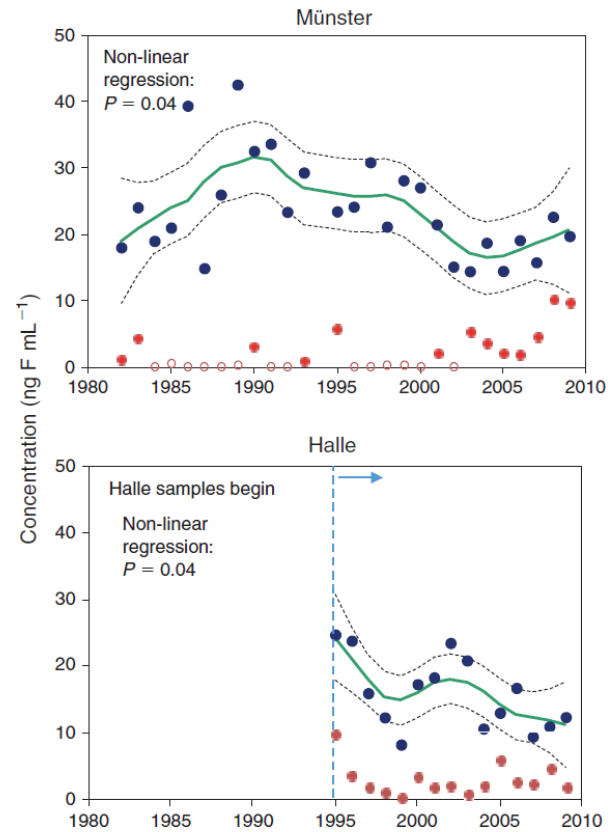 Münster
50
40
30
20
10
0
Non-linear
regression:
P = 0.04
1980
1985
1990
1995
2000
2005
2010
Concentration (ng F mL⁻¹)
Halle
50
40
30
20
10
0
Halle samples begin
Non-linear
regression:
P = 0.04
1980
1985
1990
1995
2000
2005
2010